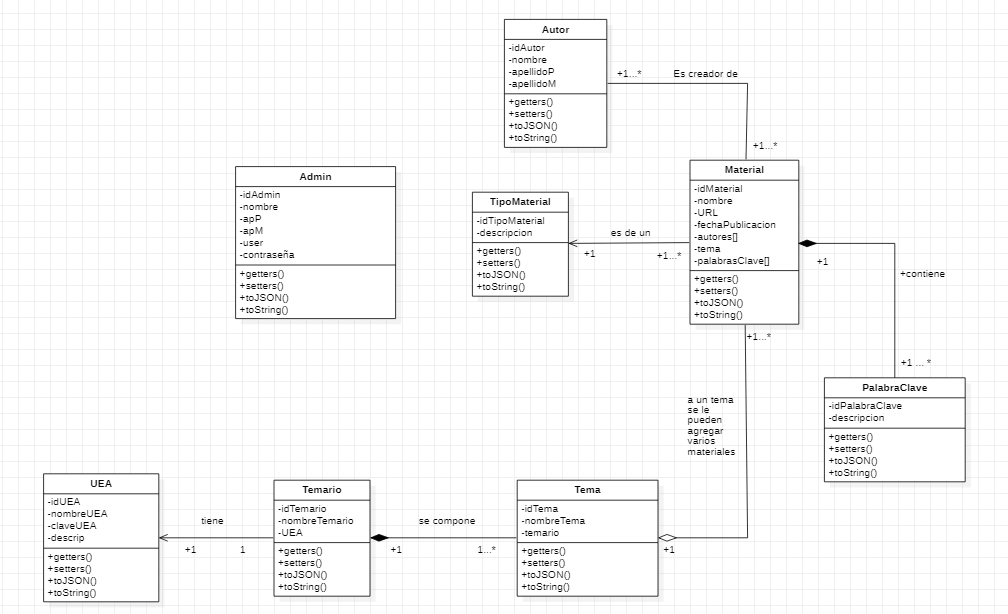 Autor
-idAutor
-nombre
-apellidoP
-apellidoM
+getters()
+setters()
+toJSON()
+toString()
+1...*
Es creador de
+1...*
Admin
-idAdmin
-nombre
-apP
-apM
-user
-contraseña
+getters()
+setters()
+toJSON()
+toString()
TipoMaterial
-idTipoMaterial
-descripcion
+getters()
+setters()
+toJSON()
+toString()
es de un
+1
+1...*
Material
-idMaterial
-nombre
-URL
-fechaPublicacion
-autores[]
-tema
-palabrasClave[]
+getters()
+setters()
+toJSON()
+toString()
+1
+contiene
+1 ... *
+1...*
PalabraClave
-idPalabraClave
-descripcion
+getters()
+setters()
+toJSON()
+toString()
a un tema
se le
pueden
agregar
varios
materiales
UEA
-idUEA
-nombreUEA
-claveUEA
-descrip
+getters()
+setters()
+toJSON()
+toString()
tiene
+1
1
Temario
-idTemario
-nombreTemario
-UEA
+getters()
+setters()
+toJSON()
+toString()
se compone
+1
1...*
Tema
-idTema
-nombreTema
-temario
+getters()
+setters()
+toJSON()
+toString()
+1